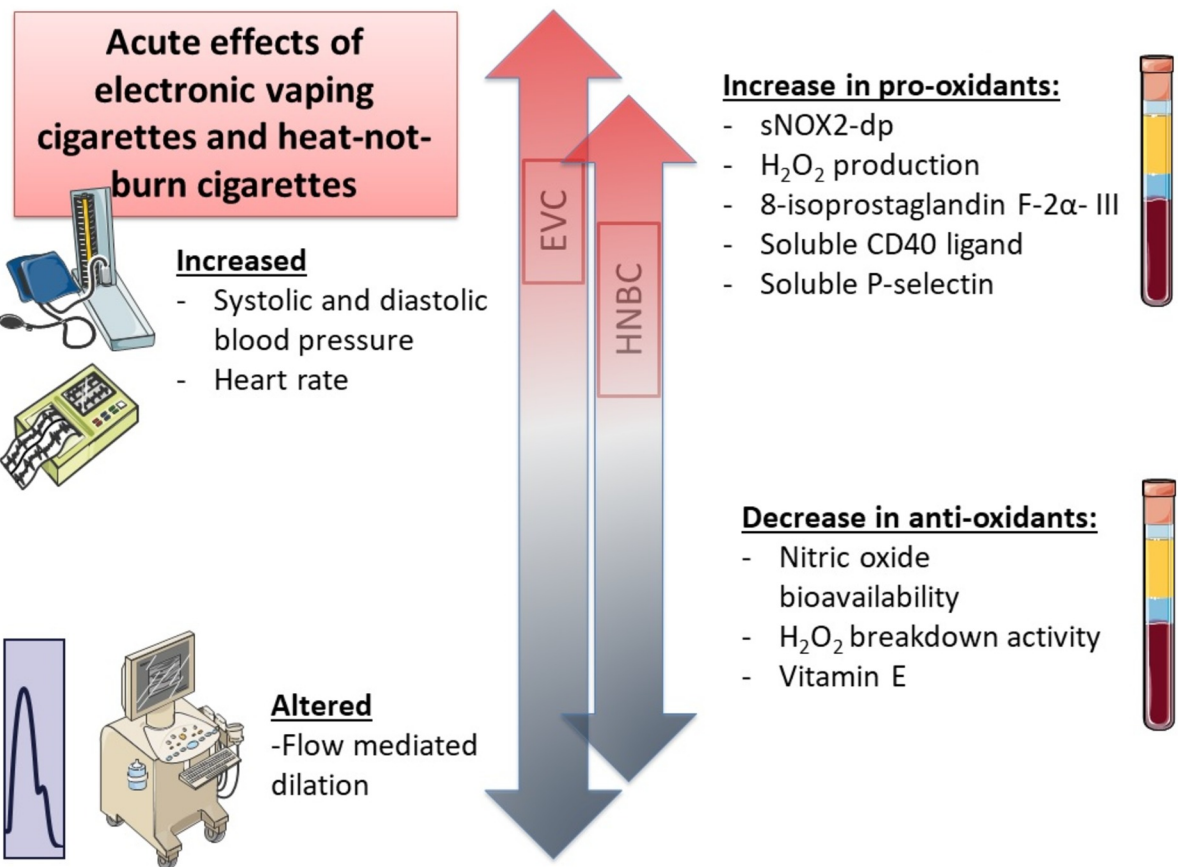 Acute effects of
electronic vaping
cigarettes and heat-not-
burn cigarettes
Increased
- Systolic and diastolic
blood pressure
- Heart rate
Altered
-Flow mediated
dilation
EVC
HNBC
Increase in pro-oxidants:
- sNOX2-dp
- H₂O₂ production
- 8-isoprostaglandin F-2α- III
- Soluble CD40 ligand
- Soluble P-selectin
Decrease in anti-oxidants:
- Nitric oxide
bioavailability
- H₂O₂ breakdown activity
- Vitamin E